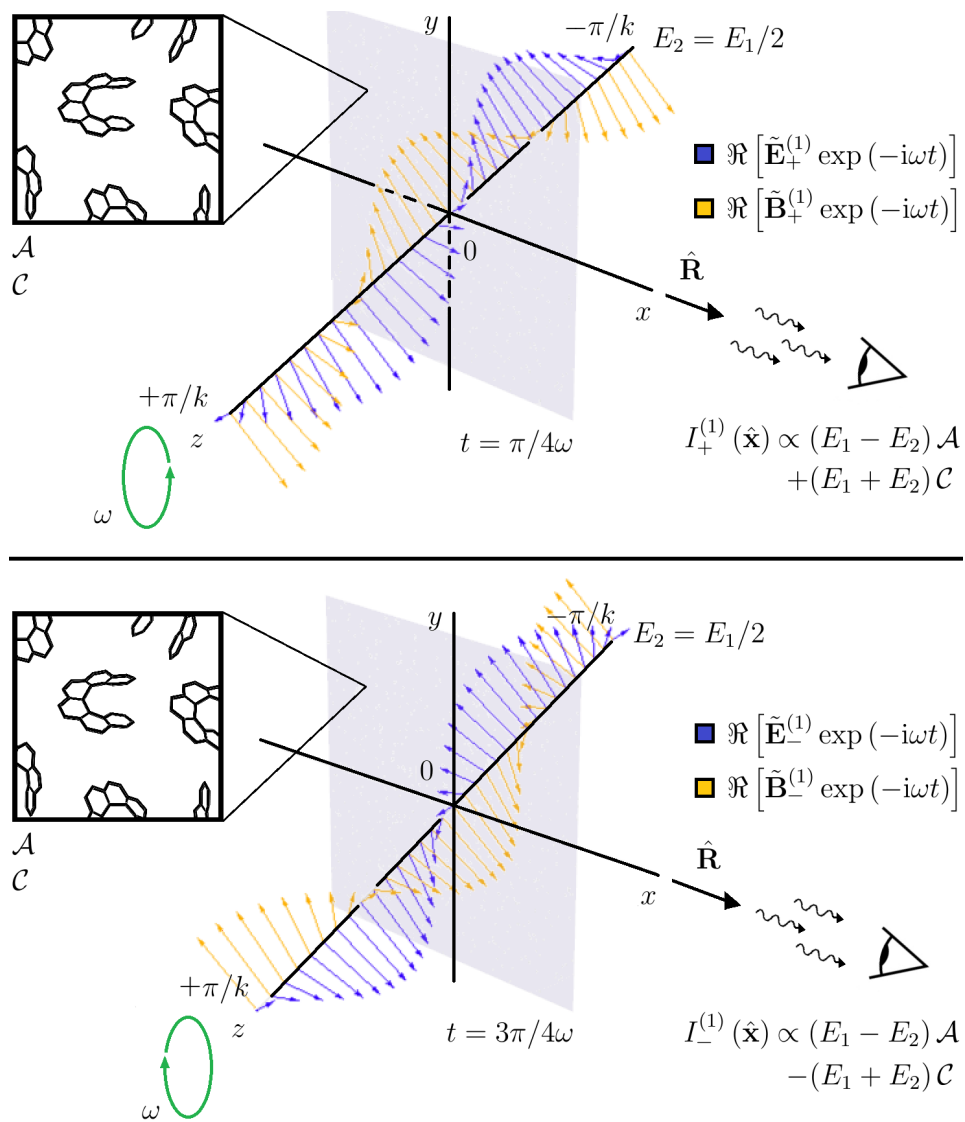 y
−π/k
E₂ = E₁/2
ℜ [Ẽ₊⁽¹⁾ exp (−iωt)]
ℜ [B̃₊⁽¹⁾ exp (−iωt)]
𝒜
𝒞
0
R̂
x
+π/k
z
t = π/4ω
ω
I₊⁽¹⁾ (x̂) ∝ (E₁ − E₂) 𝒜
+(E₁ + E₂) 𝒞
y
−π/k
E₂ = E₁/2
ℜ [Ẽ₋⁽¹⁾ exp (−iωt)]
ℜ [B̃₋⁽¹⁾ exp (−iωt)]
0
𝒜
𝒞
R̂
x
+π/k
z
t = 3π/4ω
ω
I₋⁽¹⁾ (x̂) ∝ (E₁ − E₂) 𝒜
−(E₁ + E₂) 𝒞